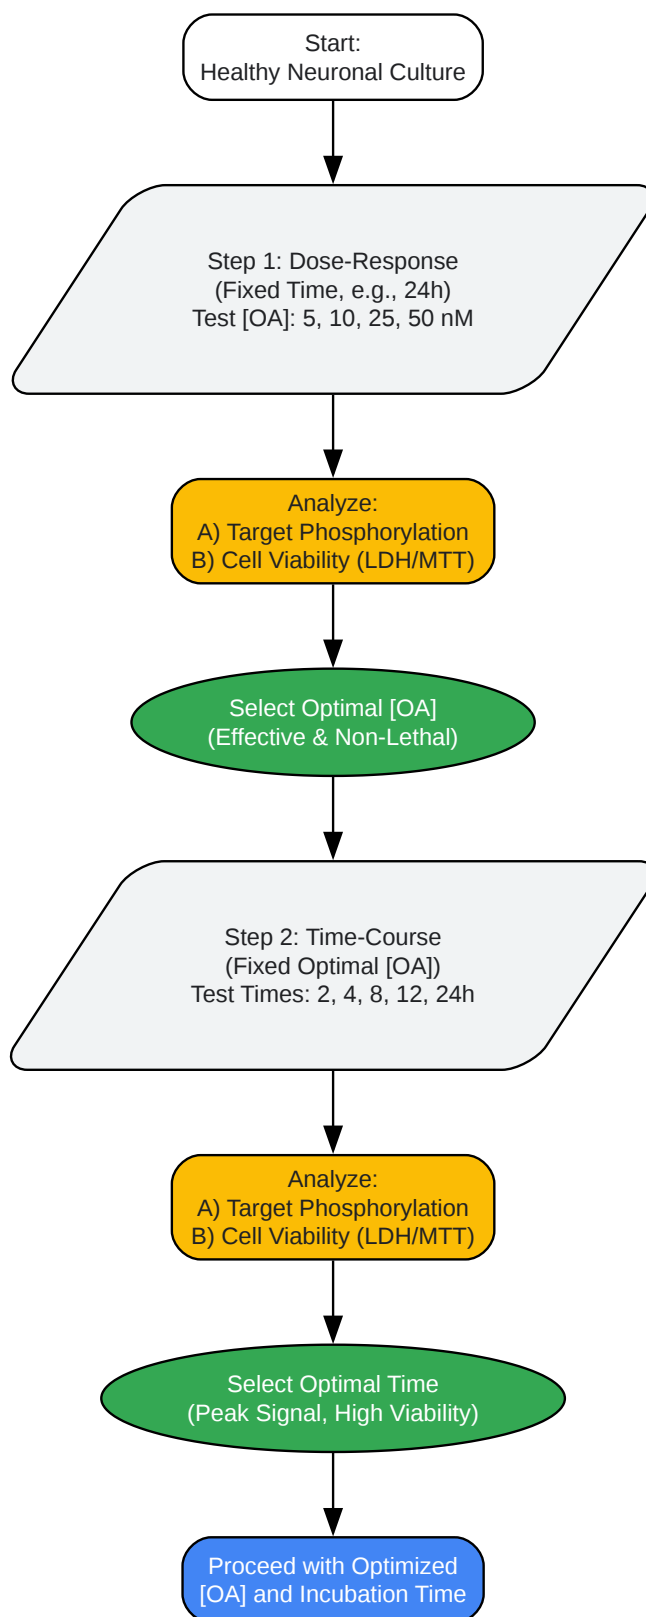 Start:
Healthy Neuronal Culture
Step 1: Dose-Response
(Fixed Time, e.g., 24h)
Test [OA]: 5, 10, 25, 50 nM
Analyze:
A) Target Phosphorylation
B) Cell Viability (LDH/MTT)
Select Optimal [OA]
(Effective & Non-Lethal)
Step 2: Time-Course
(Fixed Optimal [OA])
Test Times: 2, 4, 8, 12, 24h
Analyze:
A) Target Phosphorylation
B) Cell Viability (LDH/MTT)
Select Optimal Time
(Peak Signal, High Viability)
Proceed with Optimized
[OA] and Incubation Time